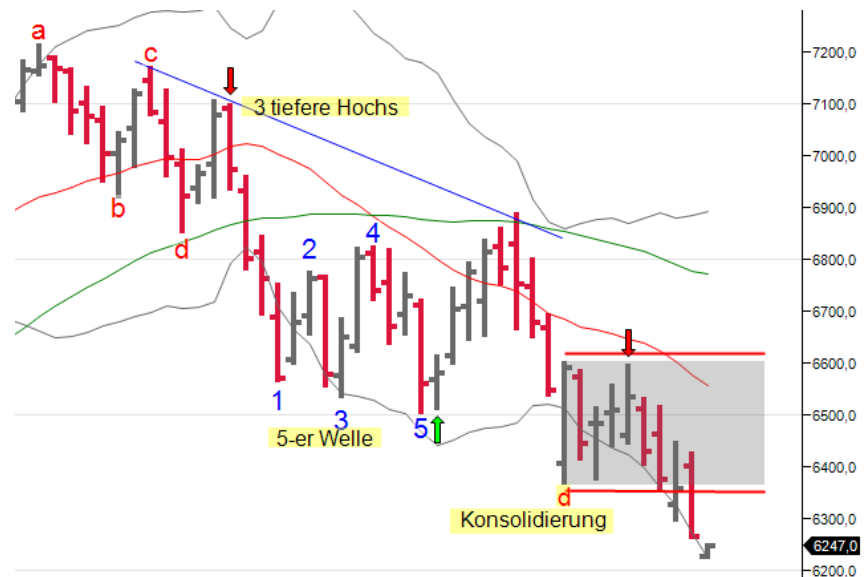 a
c
7200,0
3 tiefere Hochs
7100,0
7000,0
b
6900,0
d
2
4
6800,0
6700,0
6600,0
1
3
5
6500,0
5-er Welle
6400,0
d
Konsolidierung
6300,0
6247,0
6200,0